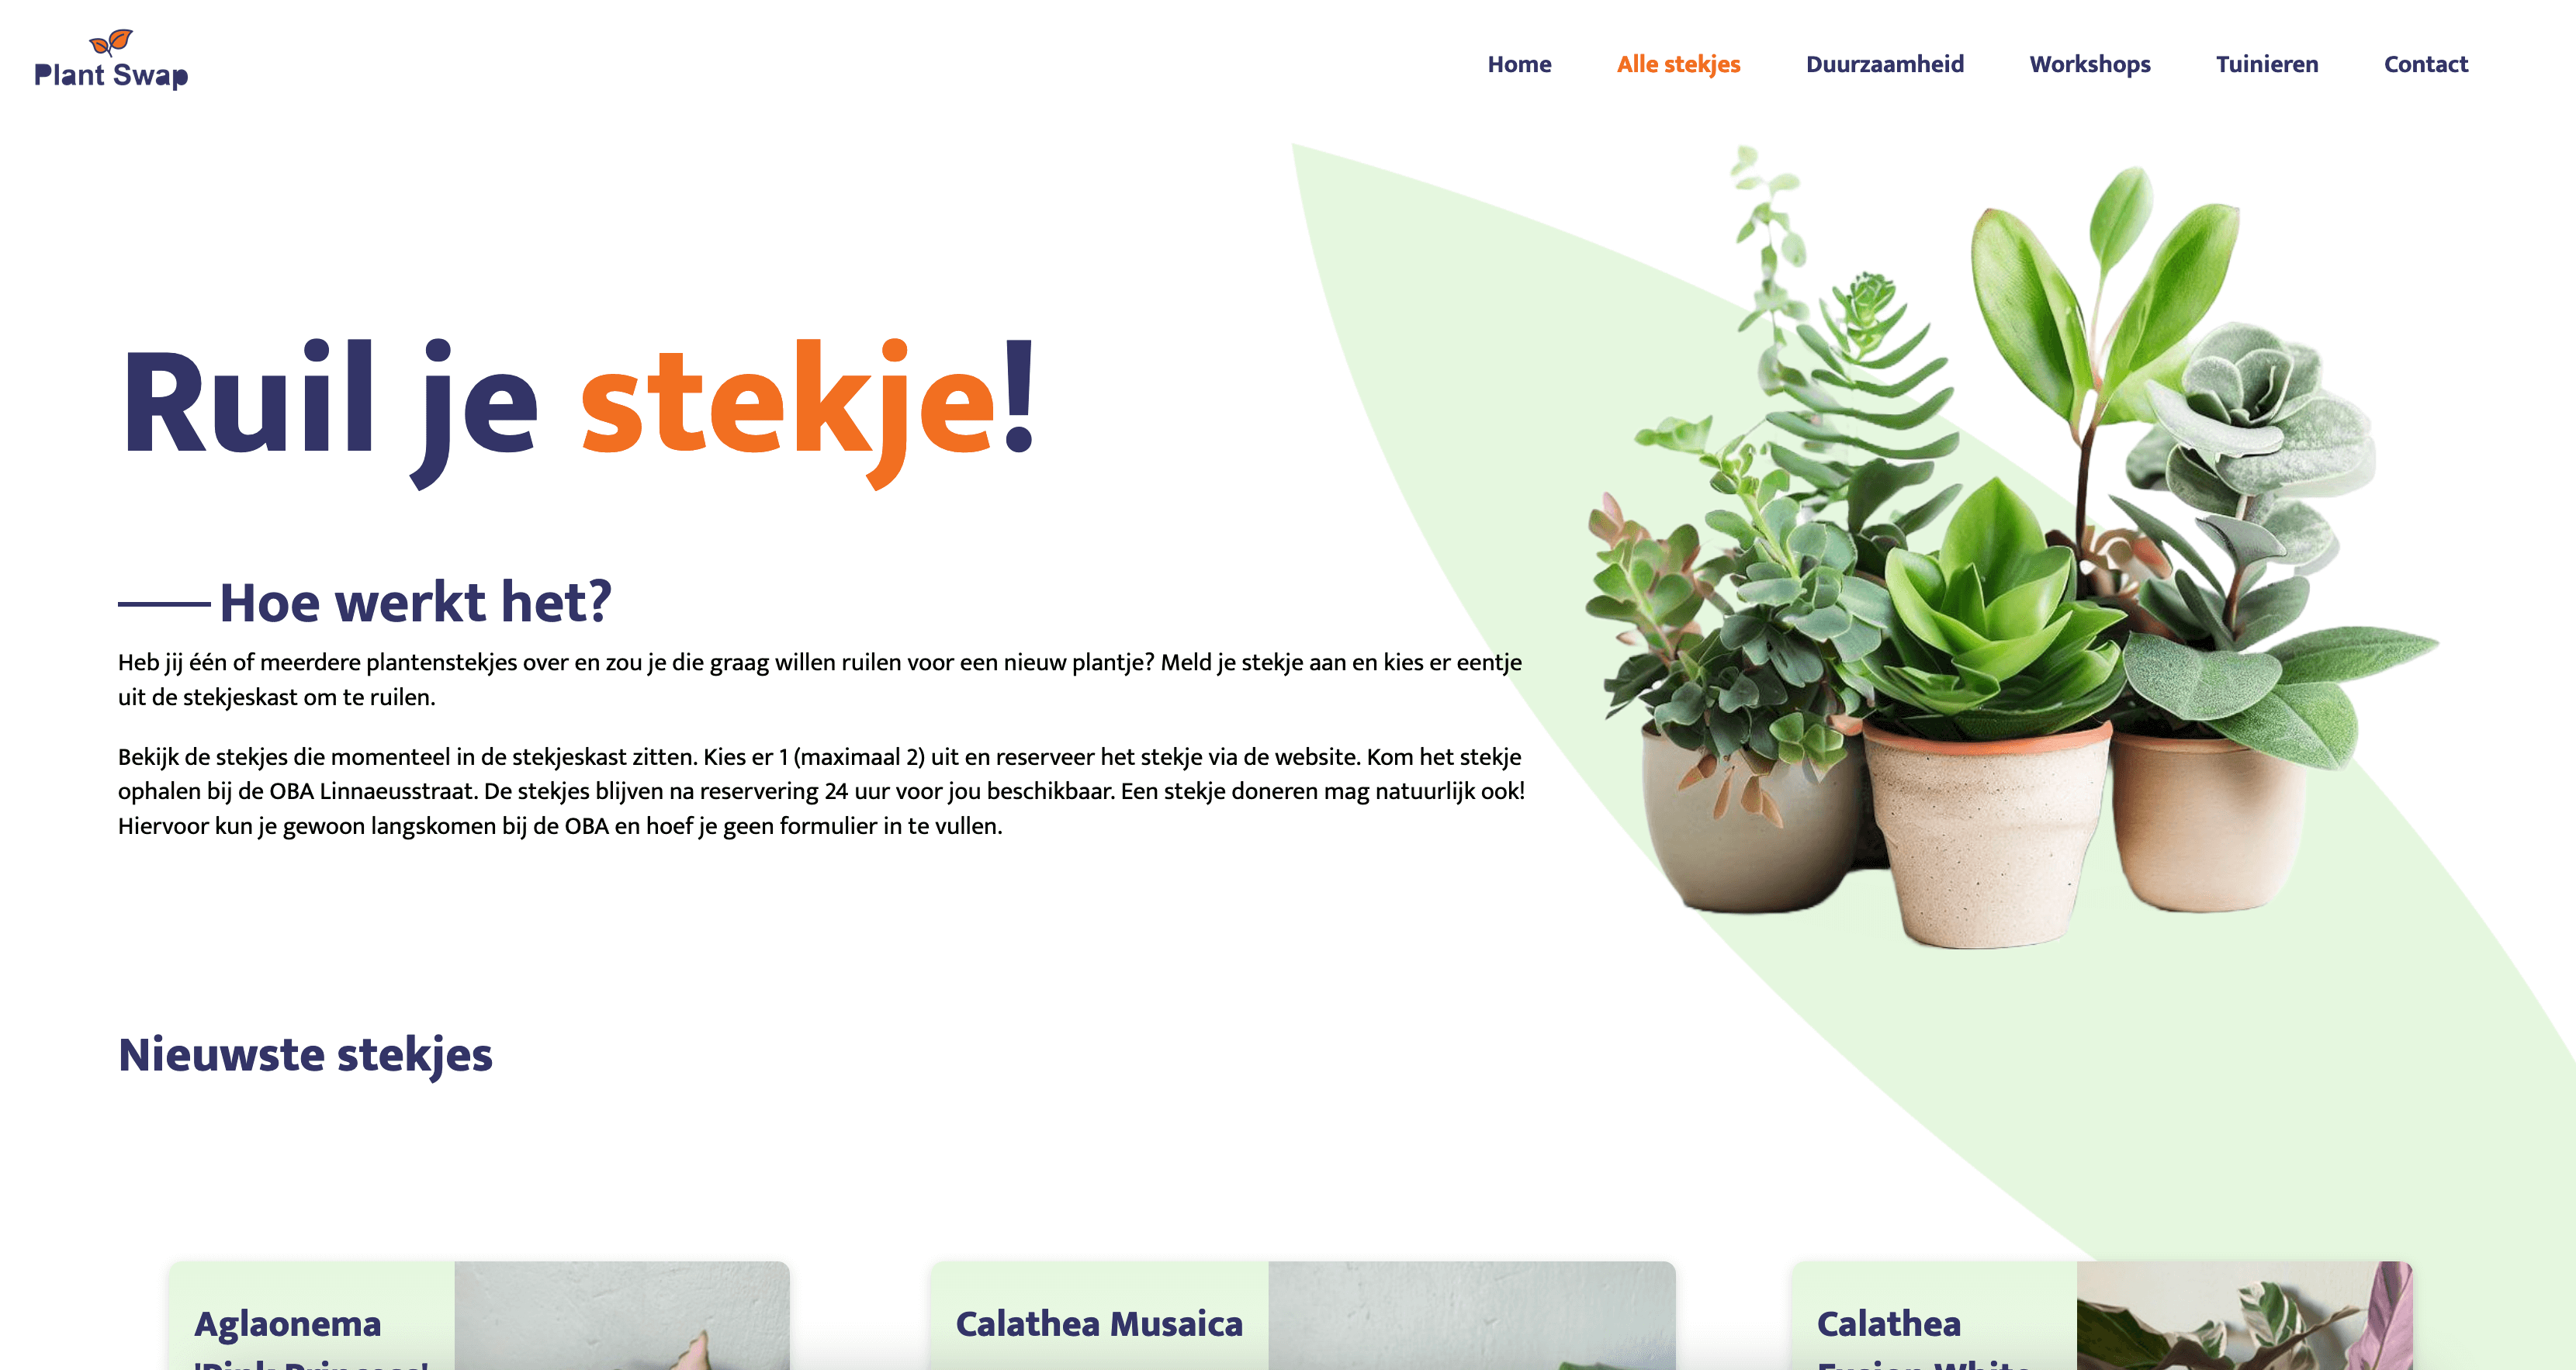 Plant Swap
Home
Alle stekjes
Duurzaamheid
Workshops
Tuinieren
Contact
Ruil je stekje!
Hoe werkt het?
Heb jij één of meerdere plantenstekjes over en zou je die graag willen ruilen voor een nieuw plantje? Meld je stekje aan en kies er eentje
uit de stekjeskast om te ruilen.
Bekijk de stekjes die momenteel in de stekjeskast zitten. Kies er 1 (maximaal 2) uit en reserveer het stekje via de website. Kom het stekje
ophalen bij de OBA Linnaeusstraat. De stekjes blijven na reservering 24 uur voor jou beschikbaar. Een stekje doneren mag natuurlijk ook!
Hiervoor kun je gewoon langskomen bij de OBA en hoef je geen formulier in te vullen.
Nieuwste stekjes
Aglaonema
'Pink Princess'
Calathea Musaica
Calathea
Fusion White